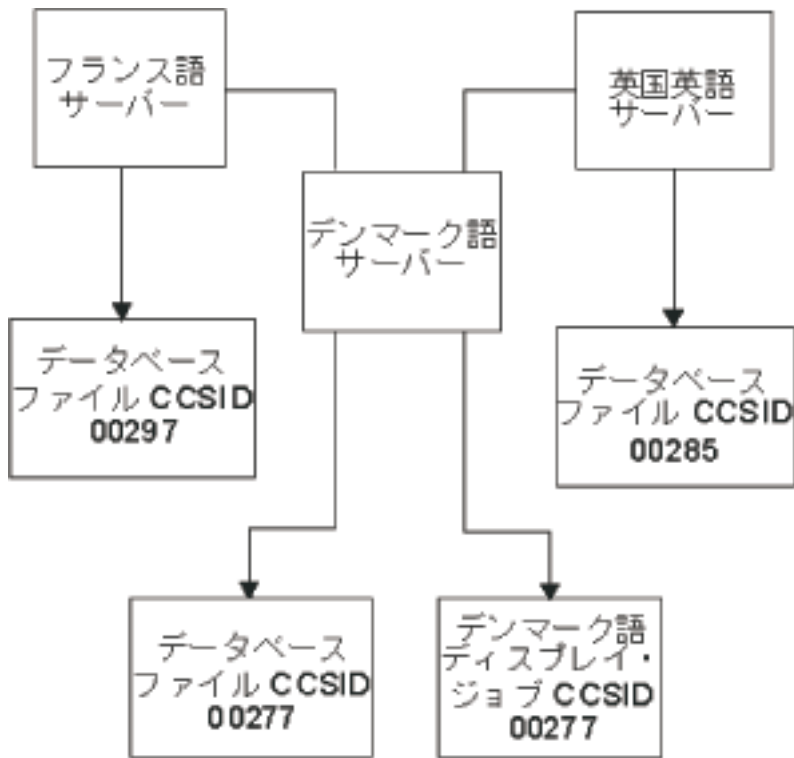 フランス語
サーバー
英国英語
サーバー
デンマーク語
サーバー
データベース
ファイル CCSID
00297
データベース
ファイル CCSID
00285
データベース
ファイル CCSID
00277
デンマーク語
ディスプレイ・
ジョブ CCSID
00277